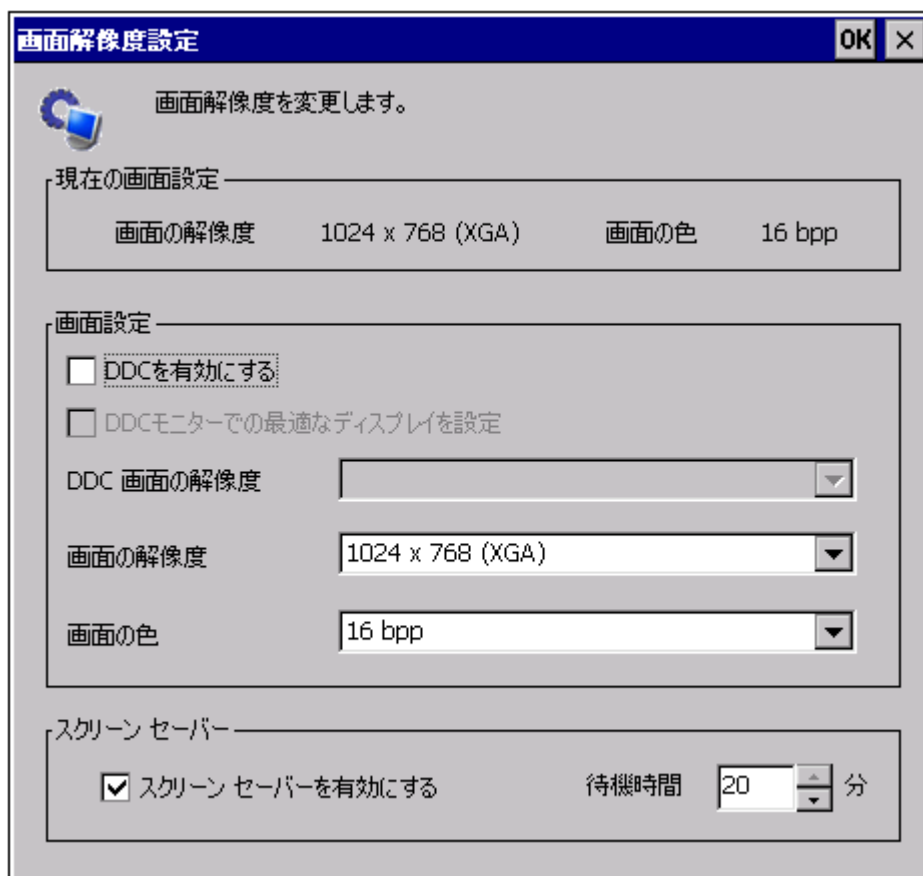 画面解像度設定 OK ×
画面解像度を変更します。
現在の画面設定
画面の解像度 1024 x 768 (XGA) 画面の色 16 bpp
画面設定
DDCを有効にする
DDCモニターでの最適なディスプレイを設定
DDC 画面の解像度
画面の解像度 1024 x 768 (XGA)
画面の色 16 bpp
スクリーン セーバー
スクリーン セーバーを有効にする 待機時間 20 分